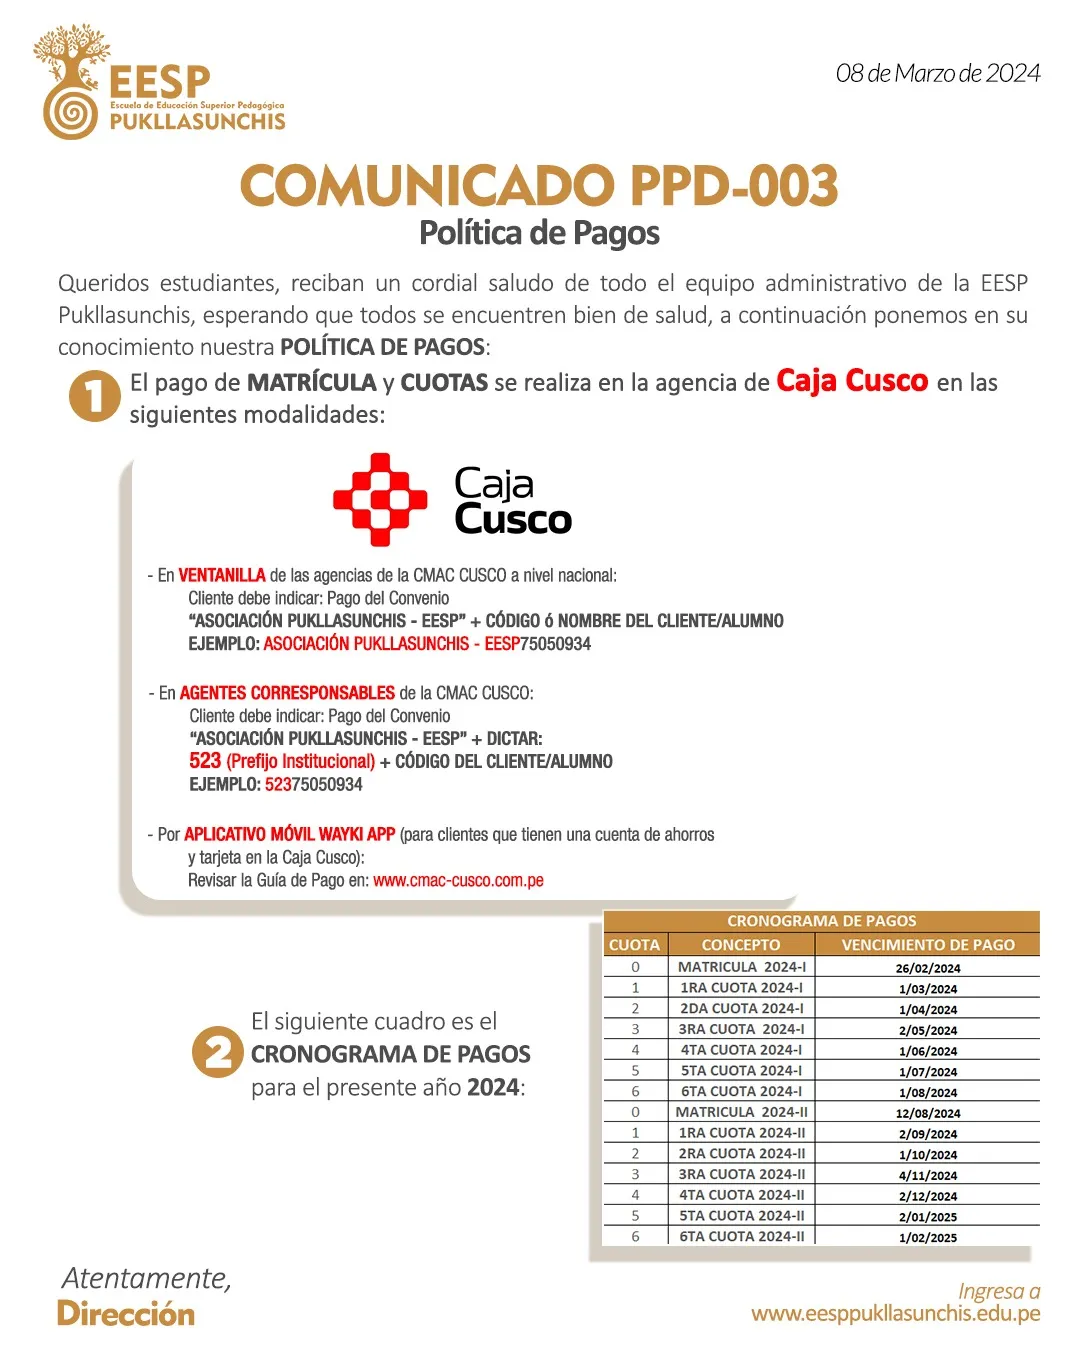 EESP
Escuela de Educación Superior Pedagógica
PUKLLASUNCHIS
08 de Marzo de 2024
COMUNICADO PPD-003
Política de Pagos
Queridos estudiantes, reciban un cordial saludo de todo el equipo administrativo de la EESP
Pukllasunchis, esperando que todos se encuentren bien de salud, a continuación ponemos en su
conocimiento nuestra POLÍTICA DE PAGOS:
1 El pago de MATRÍCULA y CUOTAS se realiza en la agencia de Caja Cusco en las
siguientes modalidades:
Caja
Cusco
- En VENTANILLA de las agencias de la CMAC CUSCO a nivel nacional:
Cliente debe indicar: Pago del Convenio
“ASOCIACIÓN PUKLLASUNCHIS - EESP” + CÓDIGO ó NOMBRE DEL CLIENTE/ALUMNO
EJEMPLO: ASOCIACIÓN PUKLLASUNCHIS - EESP75050934
- En AGENTES CORRESPONSABLES de la CMAC CUSCO:
Cliente debe indicar: Pago del Convenio
“ASOCIACIÓN PUKLLASUNCHIS - EESP” + DICTAR:
523 (Prefijo Institucional) + CÓDIGO DEL CLIENTE/ALUMNO
EJEMPLO: 52375050934
- Por APLICATIVO MÓVIL WAYKI APP (para clientes que tienen una cuenta de ahorros
y tarjeta en la Caja Cusco):
Revisar la Guía de Pago en: www.cmac-cusco.com.pe
2 El siguiente cuadro es el
CRONOGRAMA DE PAGOS
para el presente año 2024:
CRONOGRAMA DE PAGOS
CUOTA CONCEPTO VENCIMIENTO DE PAGO
0 MATRICULA 2024-I 26/02/2024
1 1RA CUOTA 2024-I 1/03/2024
2 2DA CUOTA 2024-I 1/04/2024
3 3RA CUOTA 2024-I 2/05/2024
4 4TA CUOTA 2024-I 1/06/2024
5 5TA CUOTA 2024-I 1/07/2024
6 6TA CUOTA 2024-I 1/08/2024
0 MATRICULA 2024-II 12/08/2024
1 1RA CUOTA 2024-II 2/09/2024
2 2RA CUOTA 2024-II 1/10/2024
3 3RA CUOTA 2024-II 4/11/2024
4 4TA CUOTA 2024-II 2/12/2024
5 5TA CUOTA 2024-II 2/01/2025
6 6TA CUOTA 2024-II 1/02/2025
Atentamente,
Dirección
Ingresa a
www.eesppukllasunchis.edu.pe